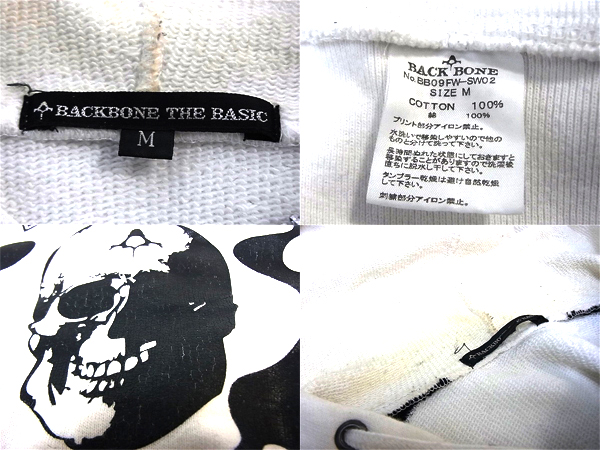 BACKBONE THE BASIC
M
BACK BONE
No.BB09FW-SW02
SIZE M
COTTON 100%
綿 100%
プリント部分アイロン禁止。
水洗いで移染しやすいので他の
ものと分けて洗って下さい。
長時間ぬれた状態にしておきますと
移染することがありますので洗濯後
直ちに脱水し干して下さい。
タンブラー乾燥は避け自然乾燥
して下さい。
刺繍部分アイロン禁止。